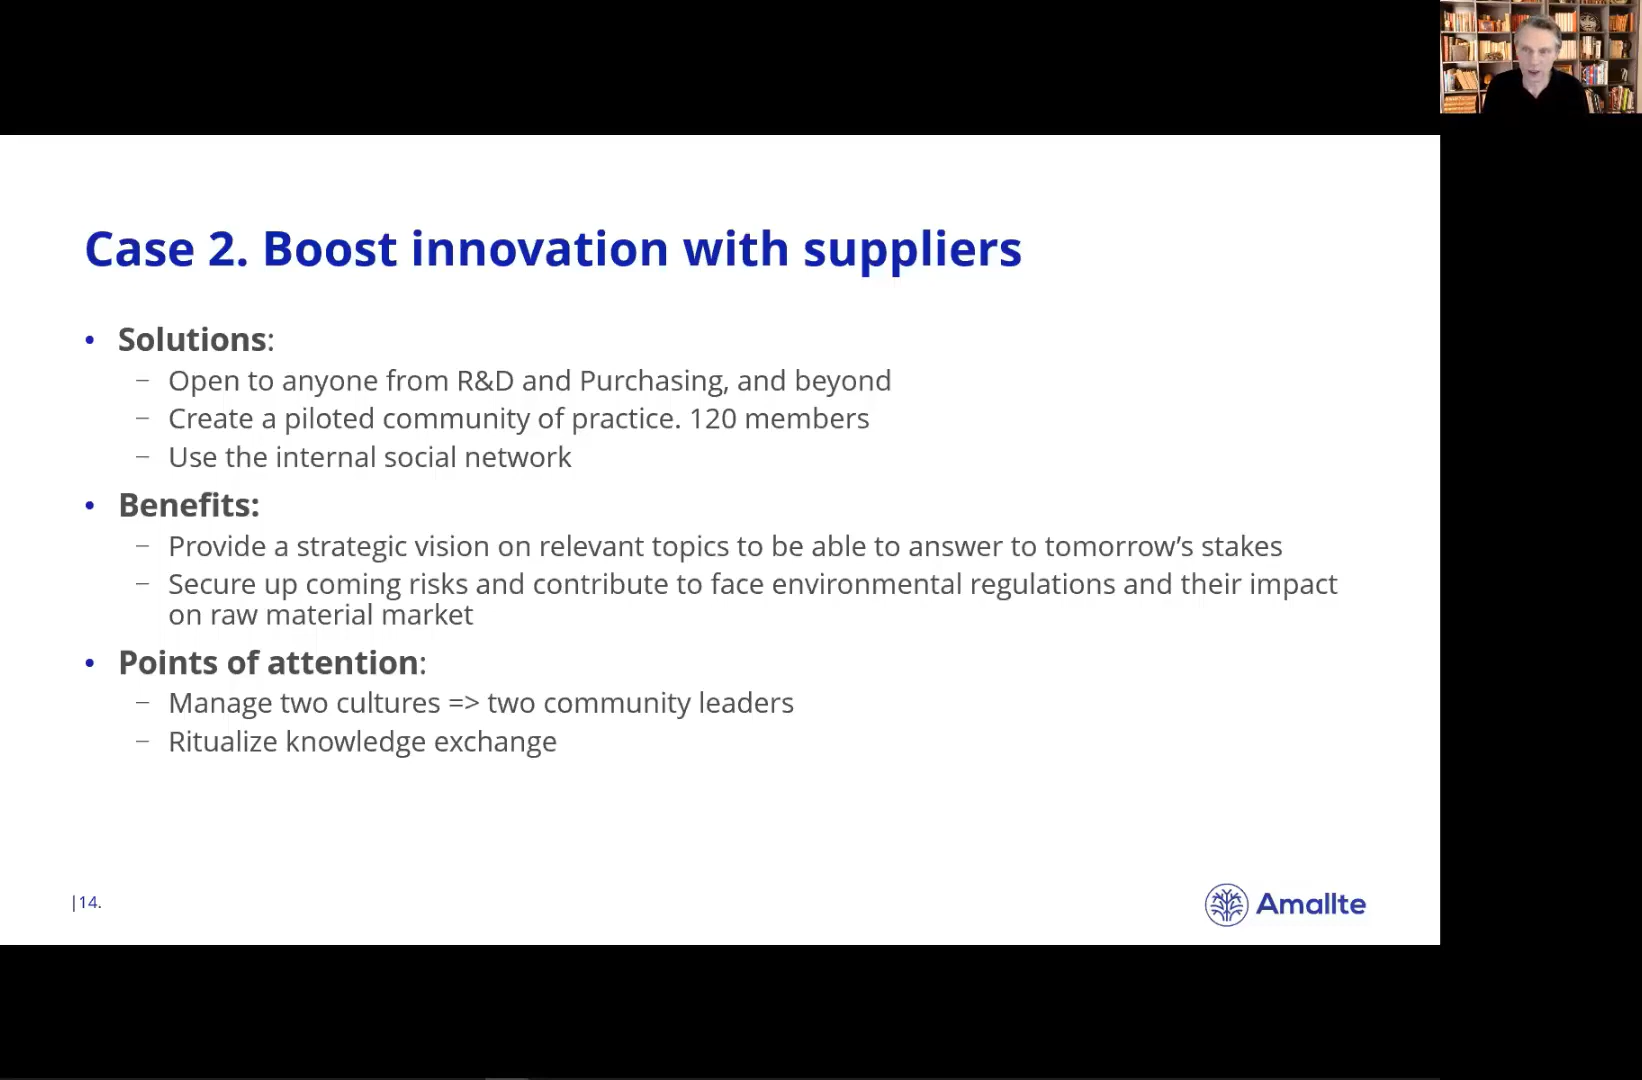 Case 2. Boost innovation with suppliers
• Solutions:
– Open to anyone from R&D and Purchasing, and beyond
– Create a piloted community of practice. 120 members
– Use the internal social network
• Benefits:
– Provide a strategic vision on relevant topics to be able to answer to tomorrow’s stakes
– Secure up coming risks and contribute to face environmental regulations and their impact
on raw material market
• Points of attention:
– Manage two cultures => two community leaders
– Ritualize knowledge exchange
|14.
Amallte